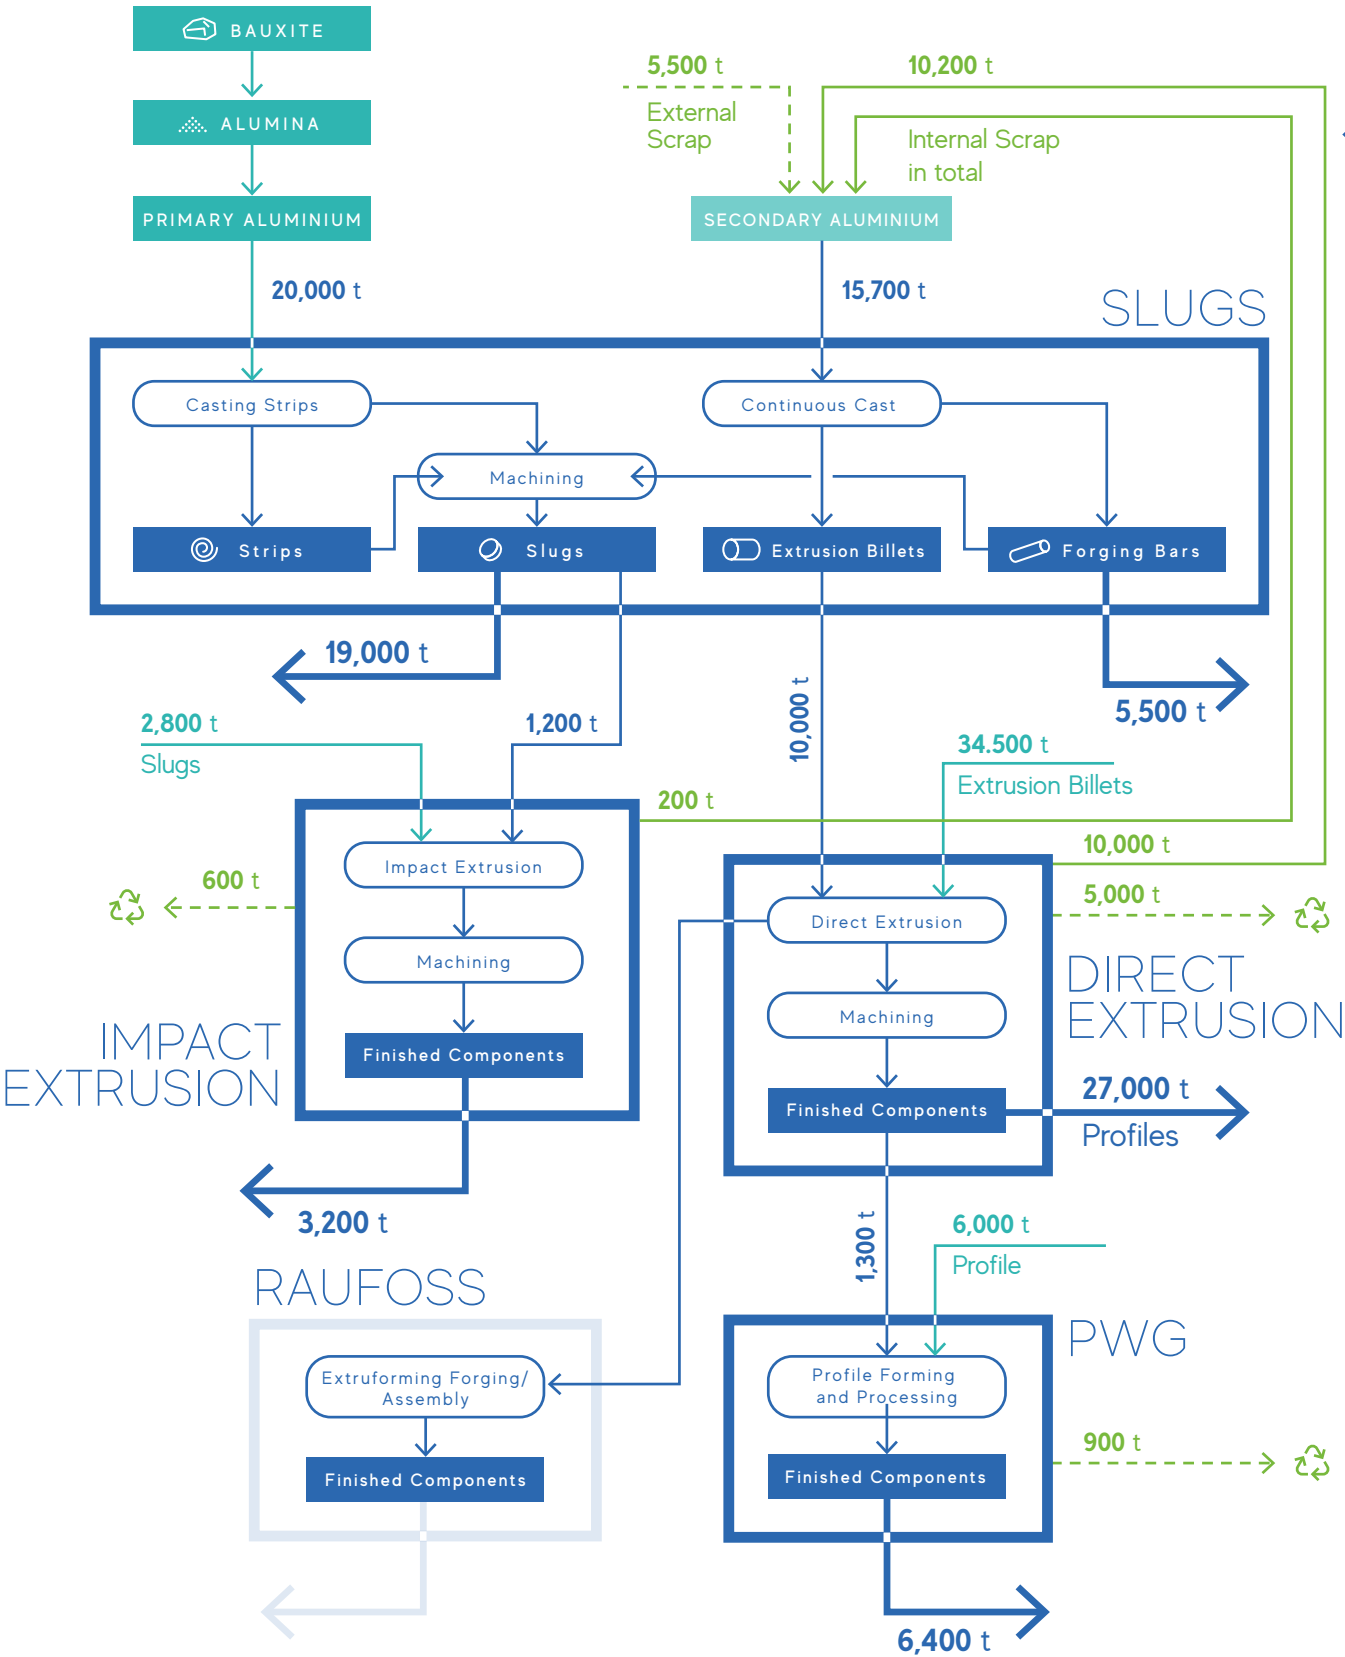 BAUXITE
ALUMINA
PRIMARY ALUMINIUM
20,000 t
5,500 t
External
Scrap
10,200 t
Internal Scrap
in total
SECONDARY ALUMINIUM
15,700 t
SLUGS
Casting Strips
Continuous Cast
Machining
Strips
Slugs
Extrusion Billets
Forging Bars
19,000 t
5,500 t
2,800 t
Slugs
1,200 t
10,000 t
34.500 t
Extrusion Billets
200 t
10,000 t
5,000 t
600 t
Impact Extrusion
Machining
Finished Components
IMPACT
EXTRUSION
3,200 t
Direct Extrusion
Machining
Finished Components
DIRECT
EXTRUSION
27,000 t
Profiles
1,300 t
6,000 t
Profile
RAUFOSS
Extruforming Forging/
Assembly
Finished Components
PWG
Profile Forming
and Processing
Finished Components
900 t
6,400 t